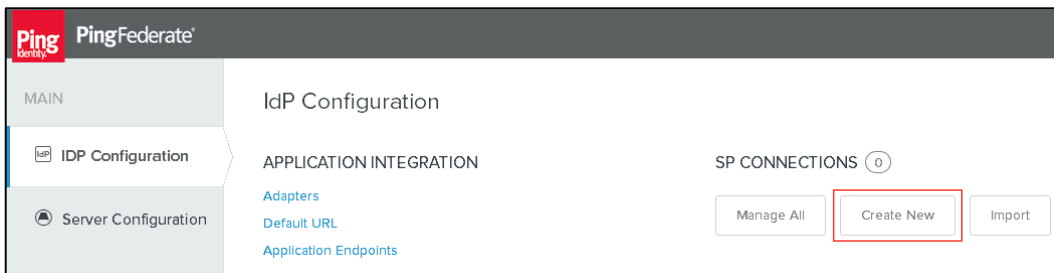 Ping
Identity.
PingFederate®
MAIN
IdP Configuration
IdP IDP Configuration
APPLICATION INTEGRATION
SP CONNECTIONS 0
Adapters
Manage All
Create New
Import
Server Configuration
Default URL
Application Endpoints